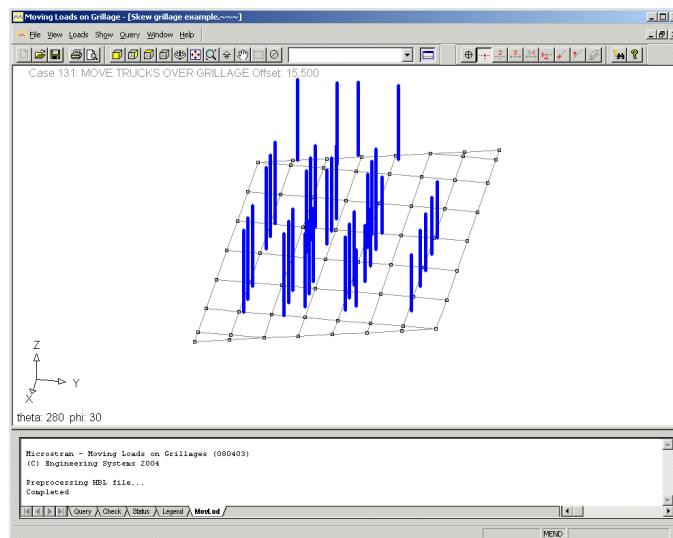 Moving Loads on Grillage - [Skew grillage example.~~~]
File View Loads Show Query Window Help
Case 131: MOVE TRUCKS OVER GRILLAGE Offset: 15.500
Z
Y
X
theta: 280 phi: 30
Microstran - Moving Loads on Grillages (080403)
(C) Engineering Systems 2004
Preprocessing HBL file...
Completed
Query Check Status Legend MovLod
MEND